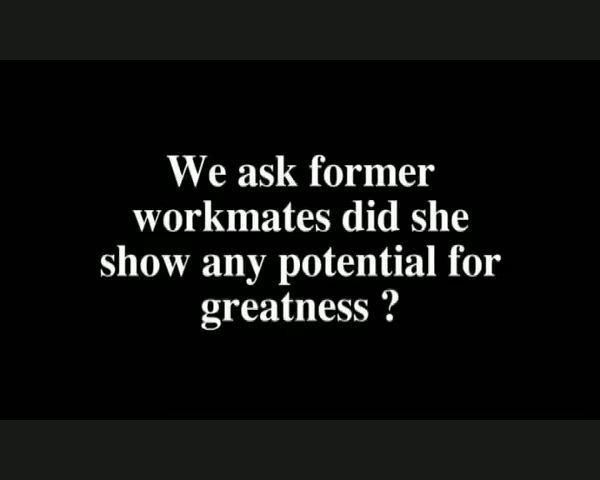 We ask former
workmates did she
show any potential for
greatness ?